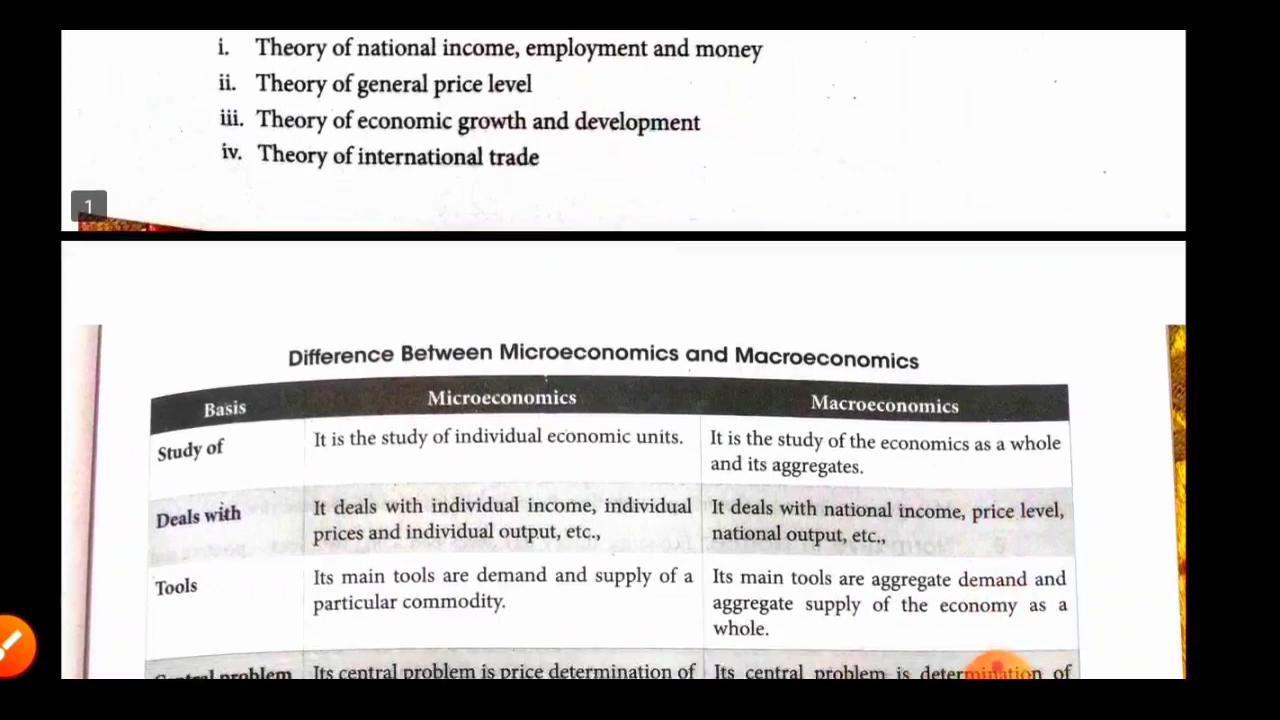 i. Theory of national income, employment and money
ii. Theory of general price level
iii. Theory of economic growth and development
iv. Theory of international trade
1
Difference Between Microeconomics and Macroeconomics
Basis Microeconomics Macroeconomics
Study of It is the study of individual economic units. It is the study of the economics as a whole
and its aggregates.
Deals with It deals with individual income, individual It deals with national income, price level,
prices and individual output, etc., national output, etc.,
Tools Its main tools are demand and supply of a Its main tools are aggregate demand and
particular commodity. aggregate supply of the economy as a
whole.
Central problem Its central problem is price determination of Its central problem is determination of